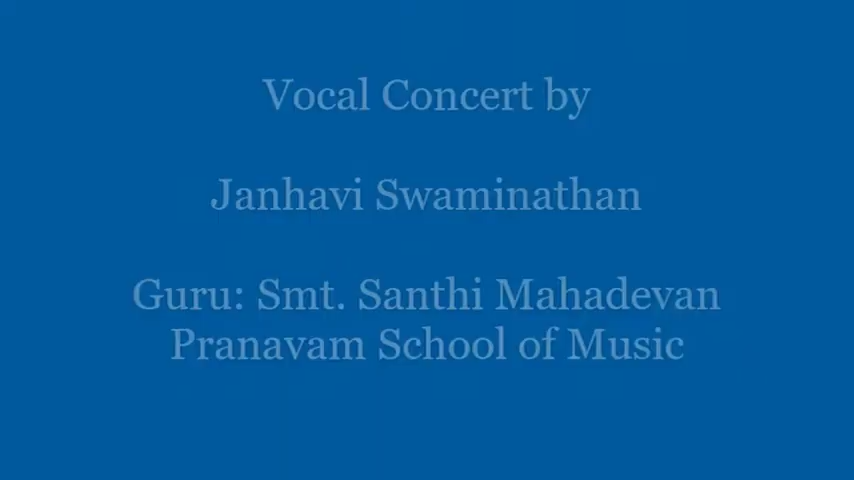 Vocal Concert by
Janhavi Swaminathan
Guru: Smt. Santhi Mahadevan
Pranavam School of Music